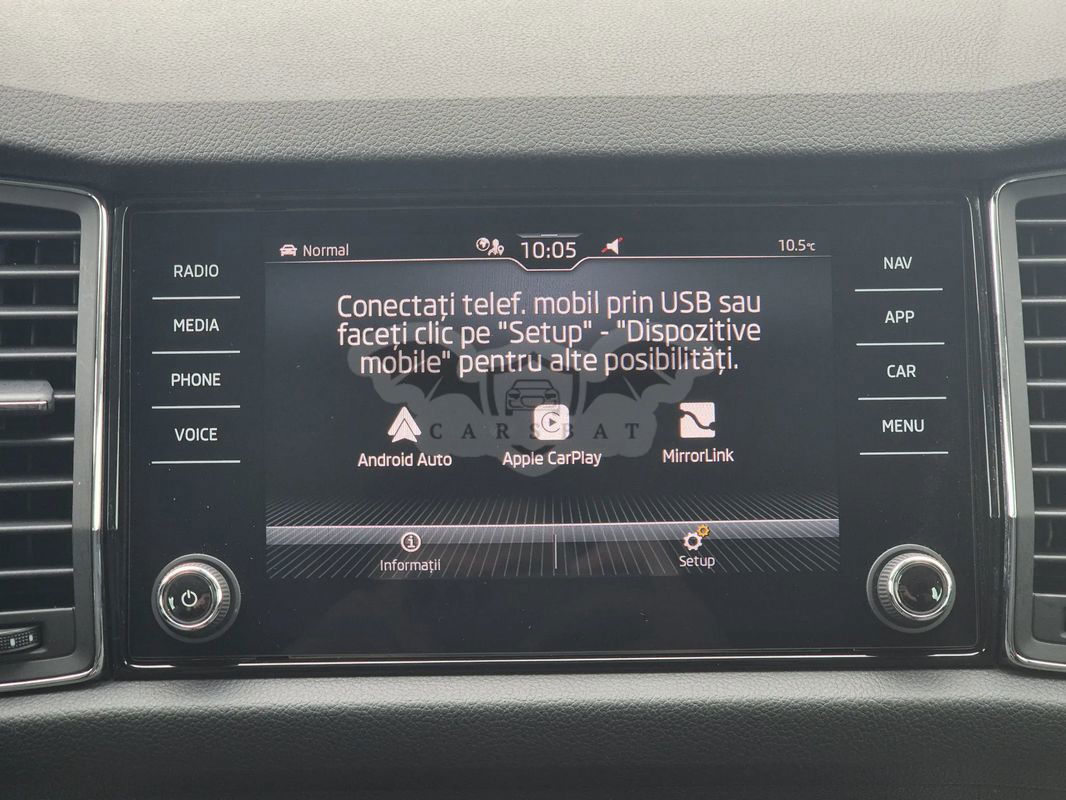 RADIO
MEDIA
PHONE
VOICE
Normal
10:05
10.5°C
Conectați telef. mobil prin USB sau
faceți clic pe "Setup" - "Dispozitive
mobile" pentru alte posibilități.
CARSBAT
Android Auto
Apple CarPlay
MirrorLink
Informații
Setup
NAV
APP
CAR
MENU